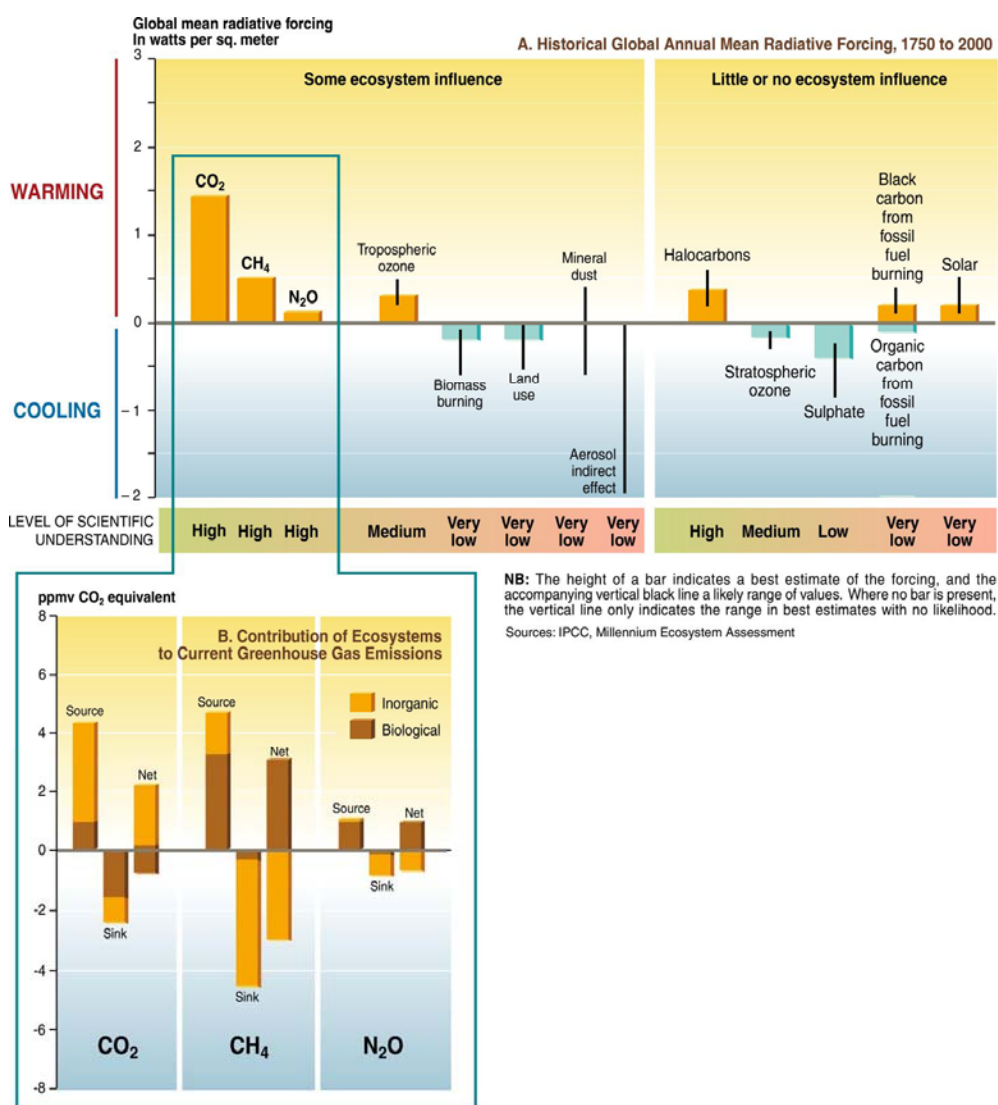 Global mean radiative forcing
In watts per sq. meter
A. Historical Global Annual Mean Radiative Forcing, 1750 to 2000
3
2
1
0
– 1
– 2
WARMING
COOLING
Some ecosystem influence
Little or no ecosystem influence
CO₂
CH₄
N₂O
Tropospheric
ozone
Biomass
burning
Land
use
Mineral
dust
Aerosol
indirect
effect
Halocarbons
Stratospheric
ozone
Sulphate
Black
carbon
from
fossil
fuel
burning
Organic
carbon
from
fossil
fuel
burning
Solar
LEVEL OF SCIENTIFIC
UNDERSTANDING
High
High
High
Medium
Very
low
Very
low
Very
low
Very
low
High
Medium
Low
Very
low
Very
low
NB: The height of a bar indicates a best estimate of the forcing, and the
accompanying vertical black line a likely range of values. Where no bar is present,
the vertical line only indicates the range in best estimates with no likelihood.
Sources: IPCC, Millennium Ecosystem Assessment
ppmv CO₂ equivalent
B. Contribution of Ecosystems
to Current Greenhouse Gas Emissions
8
6
4
2
0
-2
-4
-6
-8
Inorganic
Biological
Source
Net
Sink
CO₂
Source
Net
Sink
CH₄
Source
Net
Sink
N₂O